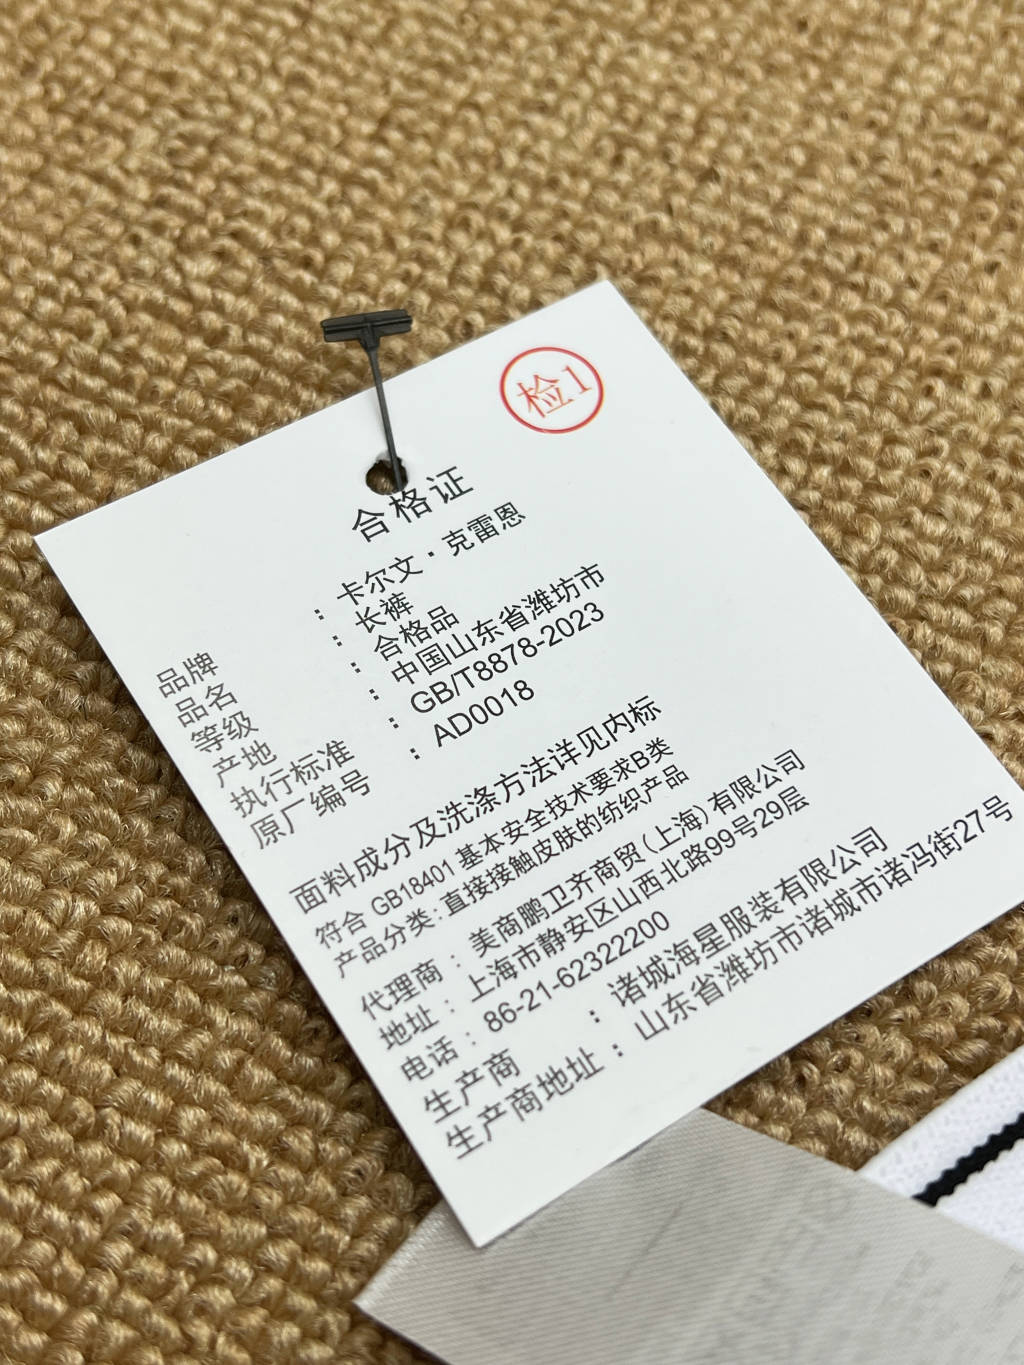 检1
合格证
品牌 : 卡尔文·克雷恩
品名 : 长裤
等级 : 合格品
产地 : 中国山东省潍坊市
执行标准 : GB/T8878-2023
原厂编号 : AD0018
面料成分及洗涤方法详见内标
符合 GB18401 基本安全技术要求B类
产品分类:直接接触皮肤的纺织产品
代理商 : 美商鹏卫齐商贸(上海)有限公司
地址 : 上海市静安区山西北路99号29层
电话 : 86-21-62322200
生产商 : 诸城海星服装有限公司
生产商地址 : 山东省潍坊市诸城市诸冯街27号